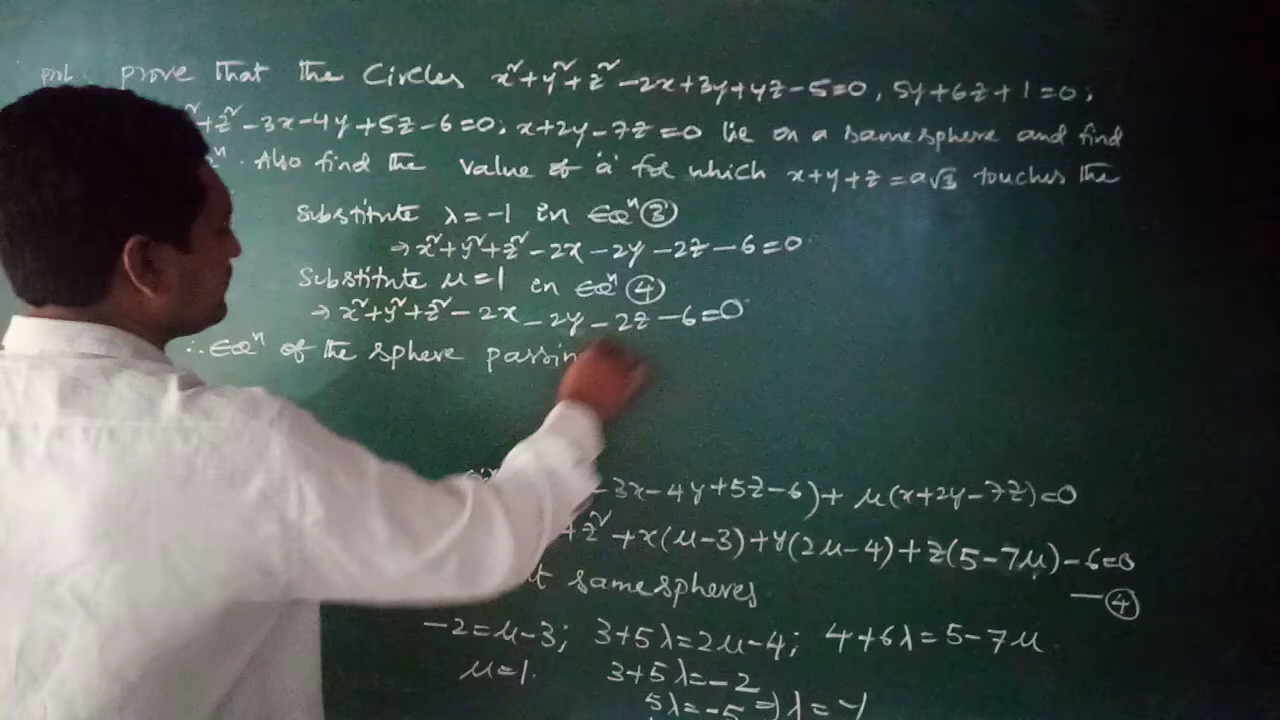 prob. prove that the Circles x²+y²+z²-2x+3y+4z-5=0, 5y+6z+1=0;
²+z²-3x-4y+5z-6=0; x+2y-7z=0 lie on a same sphere and find
Also find the value of 'a' for which x+y+z=a√3 touches the
Substitute λ=-1 in eqⁿ ③
⇒ x²+y²+z²-2x-2y-2z-6=0
Substitute μ=1 in eqⁿ ④
⇒ x²+y²+z²-2x-2y-2z-6=0
∴ eqⁿ of the sphere passin
-3x-4y+5z-6)+μ(x+2y-7z)=0
+z²+x(μ-3)+y(2μ-4)+z(5-7μ)-6=0
—④
same spheres
-2=μ-3; 3+5λ=2μ-4; 4+6λ=5-7μ.
μ=1. 3+5λ=-2
5λ=-5 ⇒ λ=-1